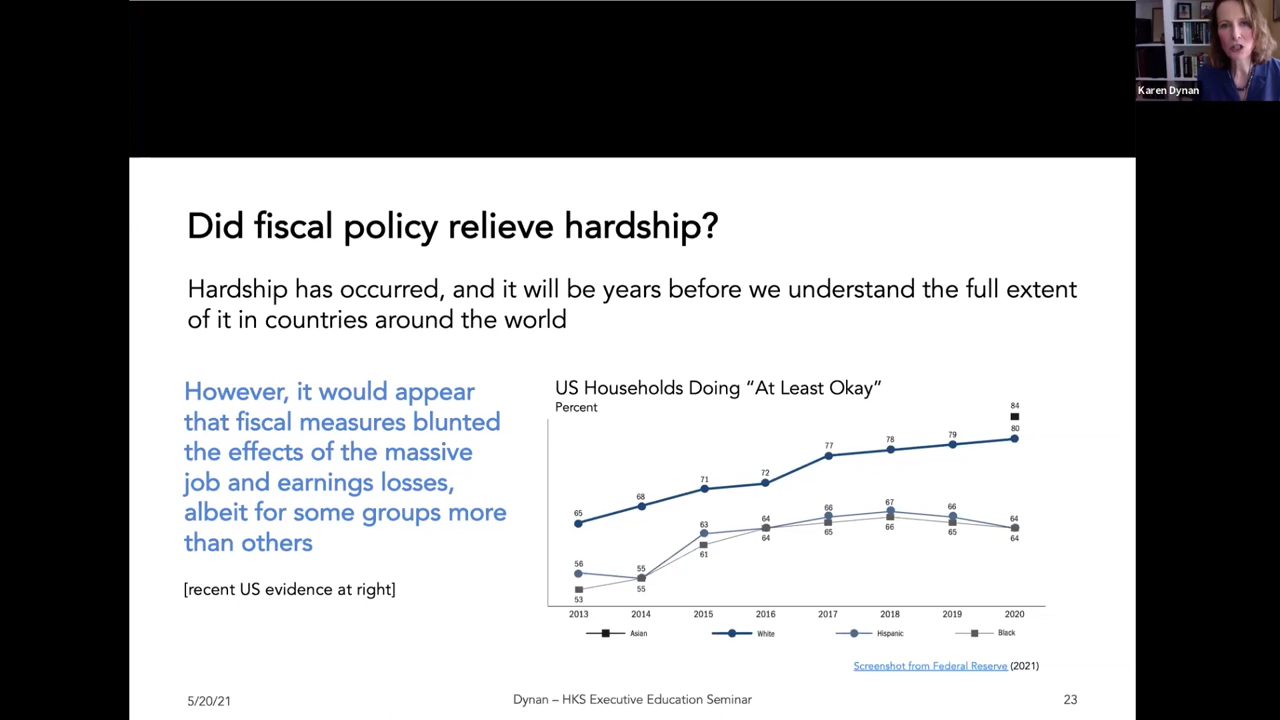 Karen Dynan
Did fiscal policy relieve hardship?
Hardship has occurred, and it will be years before we understand the full extent
of it in countries around the world
However, it would appear
that fiscal measures blunted
the effects of the massive
job and earnings losses,
albeit for some groups more
than others
[recent US evidence at right]
US Households Doing “At Least Okay”
Percent
84
80
79
78
77
72
71
68
65
63
64
66
67
66
64
56
55
61
64
65
66
65
64
53
55
2013 2014 2015 2016 2017 2018 2019 2020
Asian White Hispanic Black
Screenshot from Federal Reserve (2021)
5/20/21 Dynan – HKS Executive Education Seminar 23